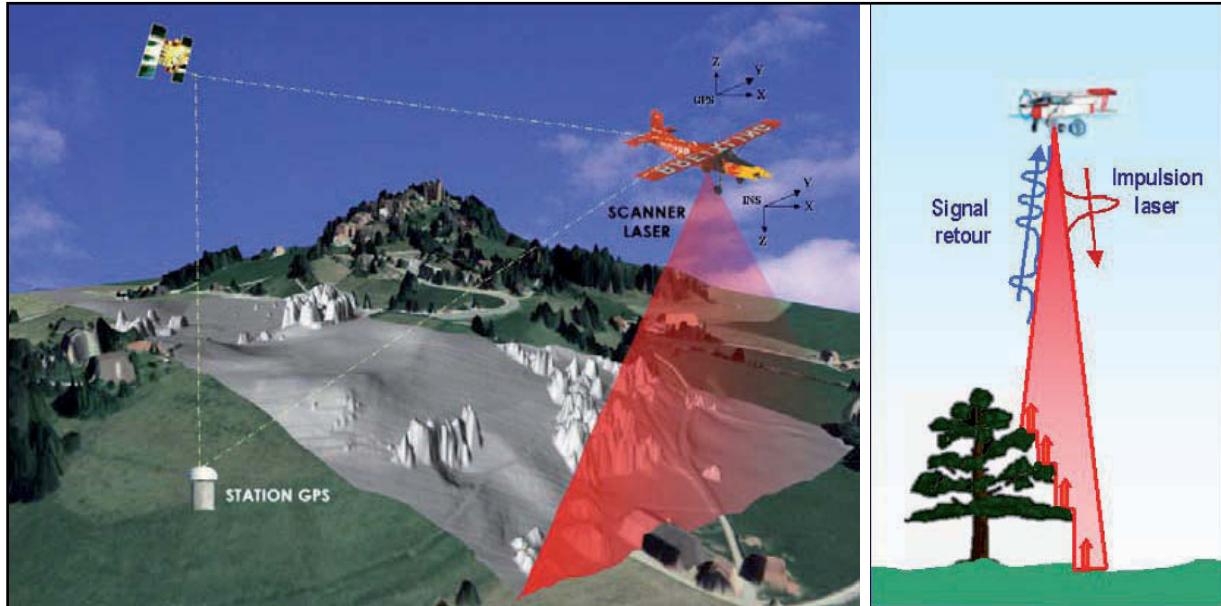 Z
Y
GPS
X
SCANNER
LASER
Y
INS
X
Z
STATION GPS
Signal
retour
Impulsion
laser